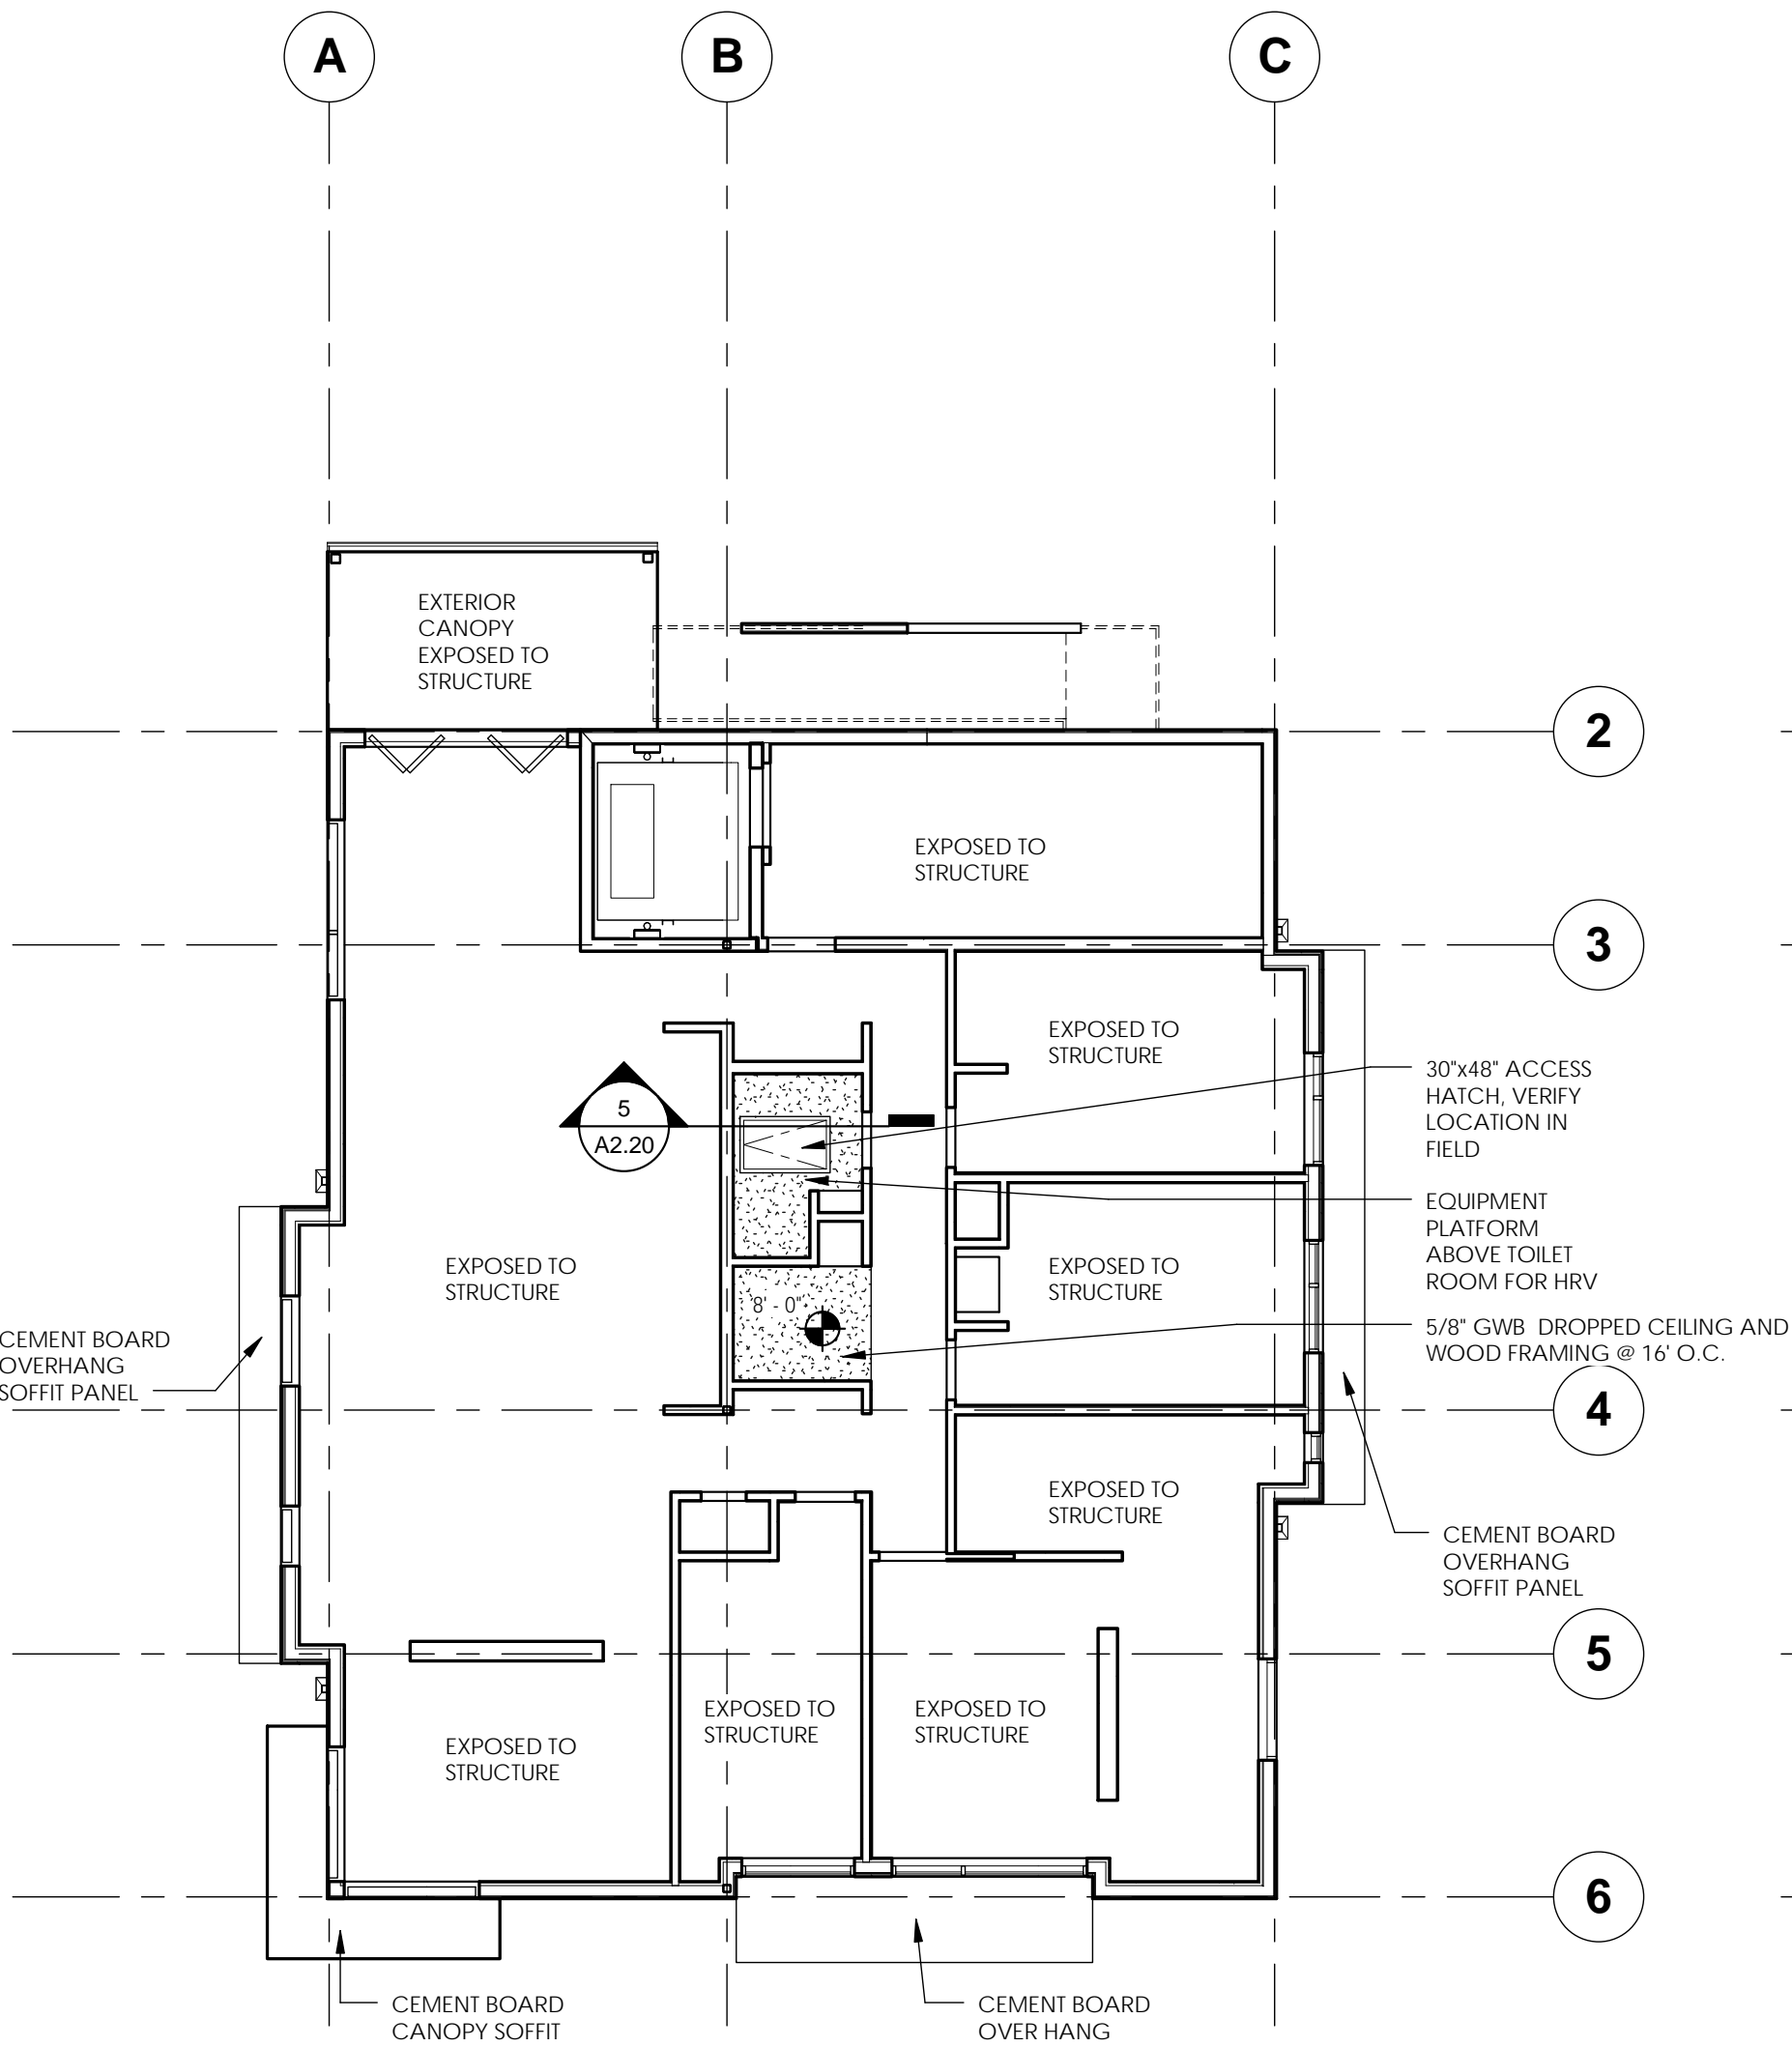 A
B
C
EXTERIOR
CANOPY
EXPOSED TO
STRUCTURE
2
EXPOSED TO
STRUCTURE
3
EXPOSED TO
STRUCTURE
30"x48" ACCESS
HATCH, VERIFY
LOCATION IN
FIELD
5
A2.20
EQUIPMENT
PLATFORM
ABOVE TOILET
ROOM FOR HRV
EXPOSED TO
STRUCTURE
EXPOSED TO
STRUCTURE
8' - 0"
5/8" GWB DROPPED CEILING AND
WOOD FRAMING @ 16' O.C.
CEMENT BOARD
OVERHANG
SOFFIT PANEL
4
EXPOSED TO
STRUCTURE
CEMENT BOARD
OVERHANG
SOFFIT PANEL
5
EXPOSED TO
STRUCTURE
EXPOSED TO
STRUCTURE
EXPOSED TO
STRUCTURE
6
CEMENT BOARD
CANOPY SOFFIT
CEMENT BOARD
OVER HANG